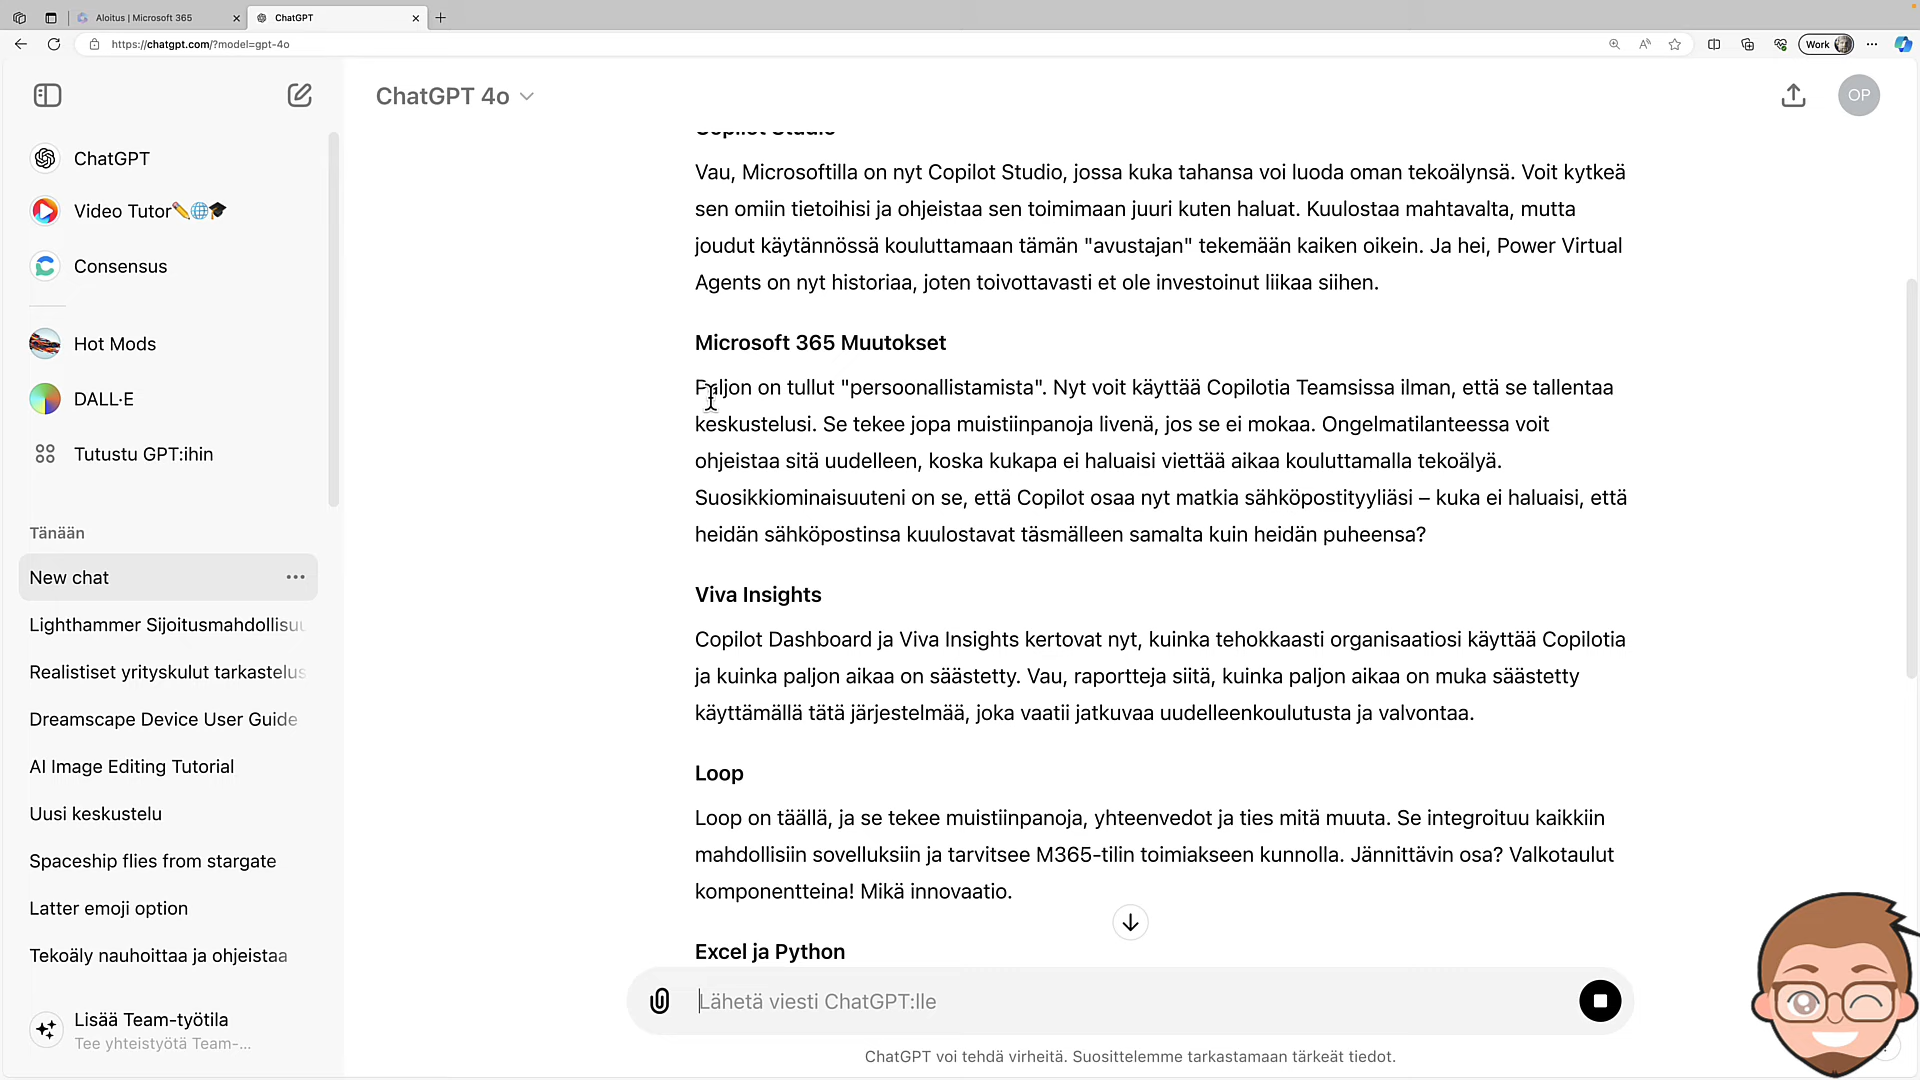 Aloitus | Microsoft 365
ChatGPT
https://chatgpt.com/?model=gpt-4o
Work
ChatGPT 4o
OP
ChatGPT
Video Tutor✏️🌐🎓
Consensus
Hot Mods
DALL·E
Tutustu GPT:ihin
Tänään
New chat
Lighthammer Sijoitusmahdollisuu
Realistiset yrityskulut tarkastelus
Dreamscape Device User Guide
AI Image Editing Tutorial
Uusi keskustelu
Spaceship flies from stargate
Latter emoji option
Tekoäly nauhoittaa ja ohjeistaa
Lisää Team-työtila
Tee yhteistyötä Team-...
Copilot Studio
Vau, Microsoftilla on nyt Copilot Studio, jossa kuka tahansa voi luoda oman tekoälynsä. Voit kytkeä
sen omiin tietoihisi ja ohjeistaa sen toimimaan juuri kuten haluat. Kuulostaa mahtavalta, mutta
joudut käytännössä kouluttamaan tämän "avustajan" tekemään kaiken oikein. Ja hei, Power Virtual
Agents on nyt historiaa, joten toivottavasti et ole investoinut liikaa siihen.
Microsoft 365 Muutokset
Paljon on tullut "persoonallistamista". Nyt voit käyttää Copilotia Teamsissa ilman, että se tallentaa
keskustelusi. Se tekee jopa muistiinpanoja livenä, jos se ei mokaa. Ongelmatilanteessa voit
ohjeistaa sitä uudelleen, koska kukapa ei haluaisi viettää aikaa kouluttamalla tekoälyä.
Suosikkiominaisuuteni on se, että Copilot osaa nyt matkia sähköpostityyliäsi – kuka ei haluaisi, että
heidän sähköpostinsa kuulostavat täsmälleen samalta kuin heidän puheensa?
Viva Insights
Copilot Dashboard ja Viva Insights kertovat nyt, kuinka tehokkaasti organisaatiosi käyttää Copilotia
ja kuinka paljon aikaa on säästetty. Vau, raportteja siitä, kuinka paljon aikaa on muka säästetty
käyttämällä tätä järjestelmää, joka vaatii jatkuvaa uudelleenkoulutusta ja valvontaa.
Loop
Loop on täällä, ja se tekee muistiinpanoja, yhteenvedot ja ties mitä muuta. Se integroituu kaikkiin
mahdollisiin sovelluksiin ja tarvitsee M365-tilin toimiakseen kunnolla. Jännittävin osa? Valkotaulut
komponentteina! Mikä innovaatio.
Excel ja Python
Lähetä viesti ChatGPT:lle
ChatGPT voi tehdä virheitä. Suosittelemme tarkastamaan tärkeät tiedot.